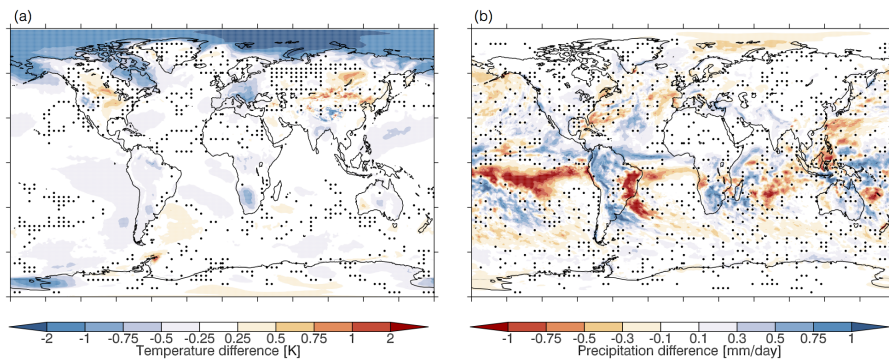 (a)
(b)
-2 -1 -0.75 -0.5 -0.25 0.25 0.5 0.75 1 2
Temperature difference [K]
-1 -0.75 -0.5 -0.3 -0.1 0.1 0.3 0.5 0.75 1
Precipitation difference [mm/day]